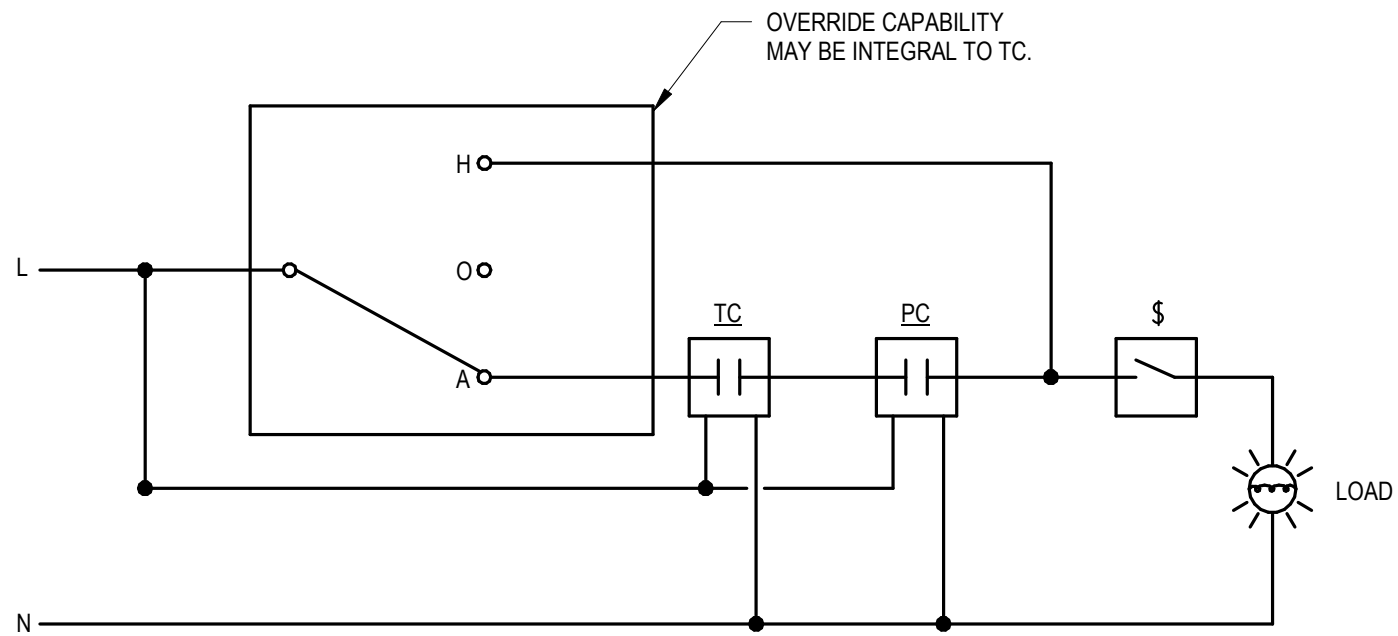 OVERRIDE CAPABILITY
MAY BE INTEGRAL TO TC.
H
L
O
TC
PC
$
A
LOAD
N